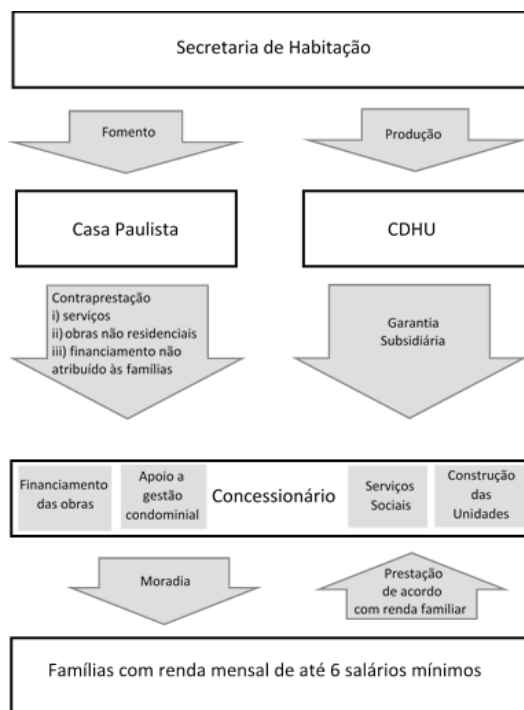 Secretaria de Habitação
Fomento
Produção
Casa Paulista
CDHU
Contraprestação
i) serviços
ii) obras não residenciais
iii) financiamento não
atribuído às famílias
Garantia
Subsidiária
Financiamento
das obras
Apoio a
gestão
condominial
Concessionário
Serviços
Sociais
Construção
das
Unidades
Moradia
Prestação
de acordo
com renda familiar
Famílias com renda mensal de até 6 salários mínimos